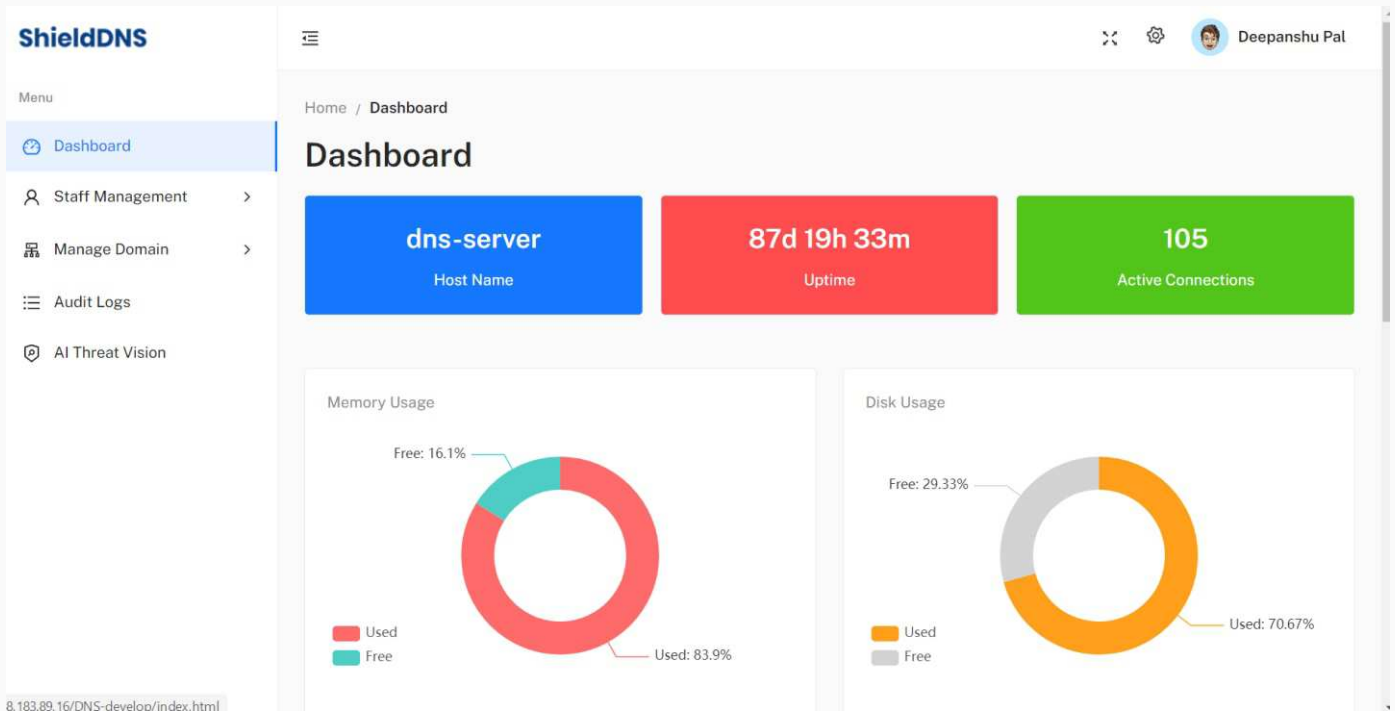 ShieldDNS
Deepanshu Pal
Menu
Dashboard
Staff Management
Manage Domain
Audit Logs
AI Threat Vision
Home / Dashboard
Dashboard
dns-server
Host Name
87d 19h 33m
Uptime
105
Active Connections
Memory Usage
Free: 16.1%
Used: 83.9%
Used
Free
Disk Usage
Free: 29.33%
Used: 70.67%
Used
Free
8.183.89.16/DNS-develop/index.html